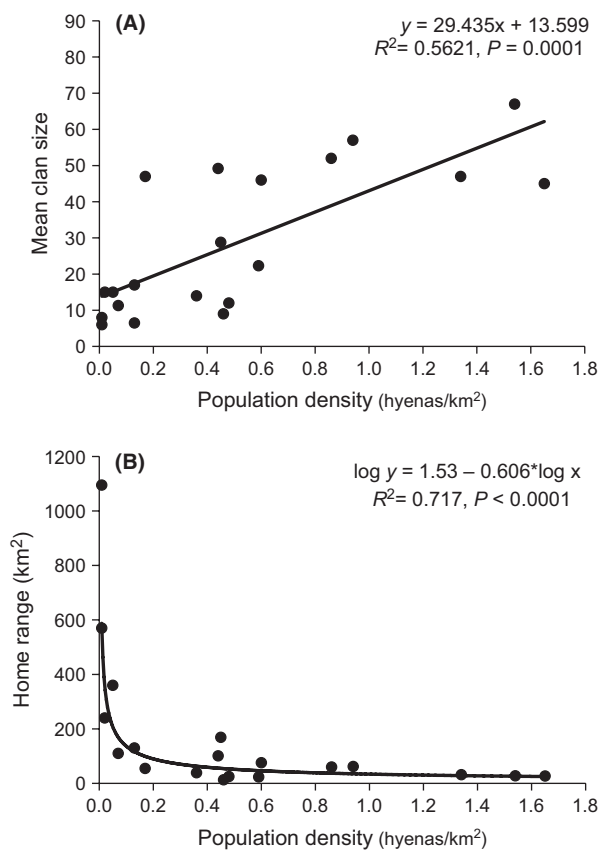 (A)
y = 29.435x + 13.599
R²= 0.5621, P = 0.0001
90
80
70
60
50
40
30
20
10
0
Mean clan size
0.0 0.2 0.4 0.6 0.8 1.0 1.2 1.4 1.6 1.8
Population density (hyenas/km²)
(B)
log y = 1.53 – 0.606*log x
R²= 0.717, P < 0.0001
1200
1000
800
600
400
200
0
Home range (km²)
0.0 0.2 0.4 0.6 0.8 1.0 1.2 1.4 1.6 1.8
Population density (hyenas/km²)